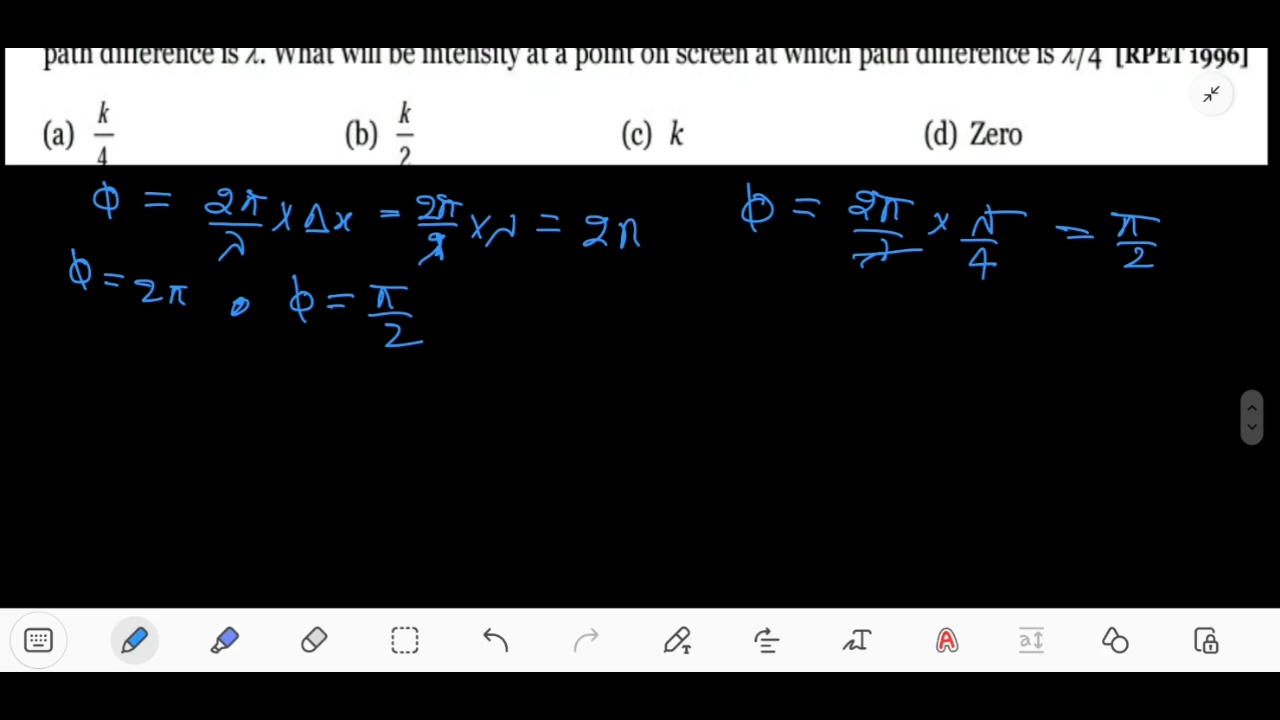 path difference is λ. What will be intensity at a point on screen at which path difference is λ/4 [RPET 1996]
(a) k/4 (b) k/2 (c) k (d) Zero
ϕ = 2π/λ × Δx = 2π/λ × λ = 2π ϕ = 2π/λ × λ/4 = π/2
ϕ = 2π . ϕ = π/2